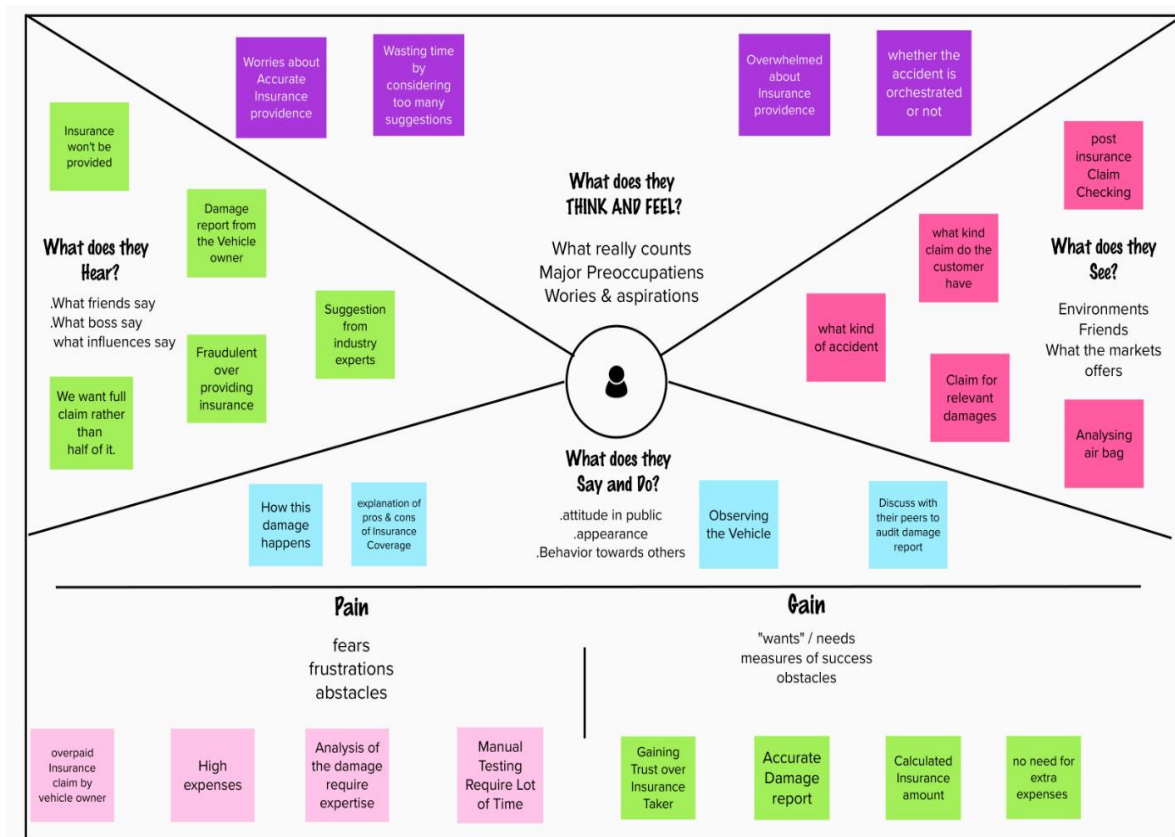 Worries about
Accurate
Insurance
providence
Wasting time
by
considering
too many
suggestions
Overwhelmed
about
Insurance
providence
whether the
accident is
orchestrated
or not
What does they
THINK AND FEEL?
What really counts
Major Preoccupatiens
Wories & aspirations
Insurance
won't be
provided
Damage
report from
the Vehicle
owner
What does they
Hear?
.What friends say
.What boss say
what influences say
Suggestion
from
industry
experts
Fraudulent
over
providing
insurance
We want full
claim rather
than
half of it.
post
insurance
Claim
Checking
what kind
claim do the
customer
have
What does they
See?
Environments
Friends
What the markets
offers
what kind
of accident
Claim for
relevant
damages
Analysing
air bag
What does they
Say and Do?
.attitude in public
.appearance
.Behavior towards others
How this
damage
happens
explanation of
pros & cons
of Insurance
Coverage
Observing
the Vehicle
Discuss with
their peers to
audit damage
report
Pain
fears
frustrations
abstacles
overpaid
Insurance
claim by
vehicle owner
High
expenses
Analysis of
the damage
require
expertise
Manual
Testing
Require Lot
of Time
Gain
"wants" / needs
measures of success
obstacles
Gaining
Trust over
Insurance
Taker
Accurate
Damage
report
Calculated
Insurance
amount
no need for
extra
expenses